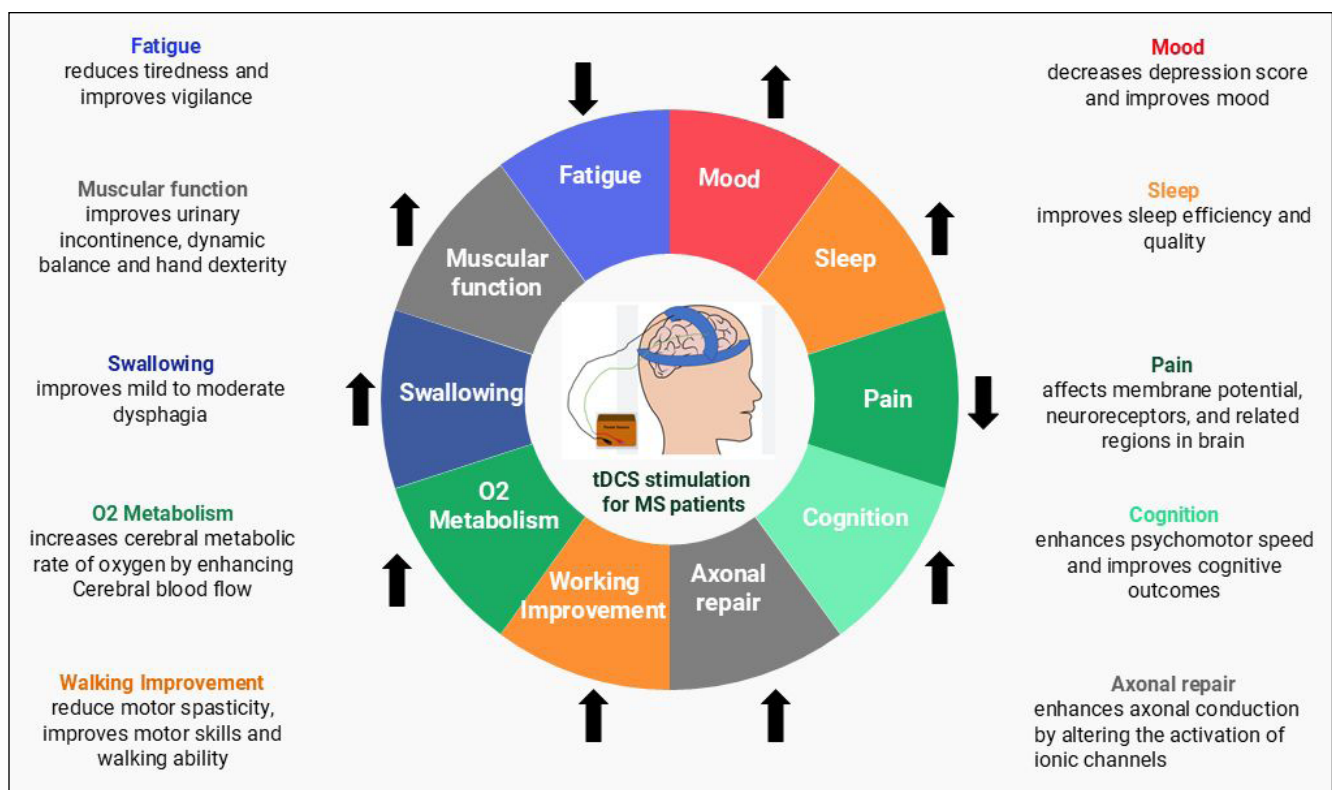 Fatigue
reduces tiredness and
improves vigilance
Muscular function
improves urinary
incontinence, dynamic
balance and hand dexterity
Swallowing
improves mild to moderate
dysphagia
O2 Metabolism
increases cerebral metabolic
rate of oxygen by enhancing
Cerebral blood flow
Walking Improvement
reduce motor spasticity,
improves motor skills and
walking ability
Fatigue
Mood
Muscular
function
Sleep
Swallowing
Pain
O2
Metabolism
Cognition
Working
Improvement
Axonal
repair
tDCS stimulation
for MS patients
Mood
decreases depression score
and improves mood
Sleep
improves sleep efficiency and
quality
Pain
affects membrane potential,
neuroreceptors, and related
regions in brain
Cognition
enhances psychomotor speed
and improves cognitive
outcomes
Axonal repair
enhances axonal conduction
by altering the activation of
ionic channels